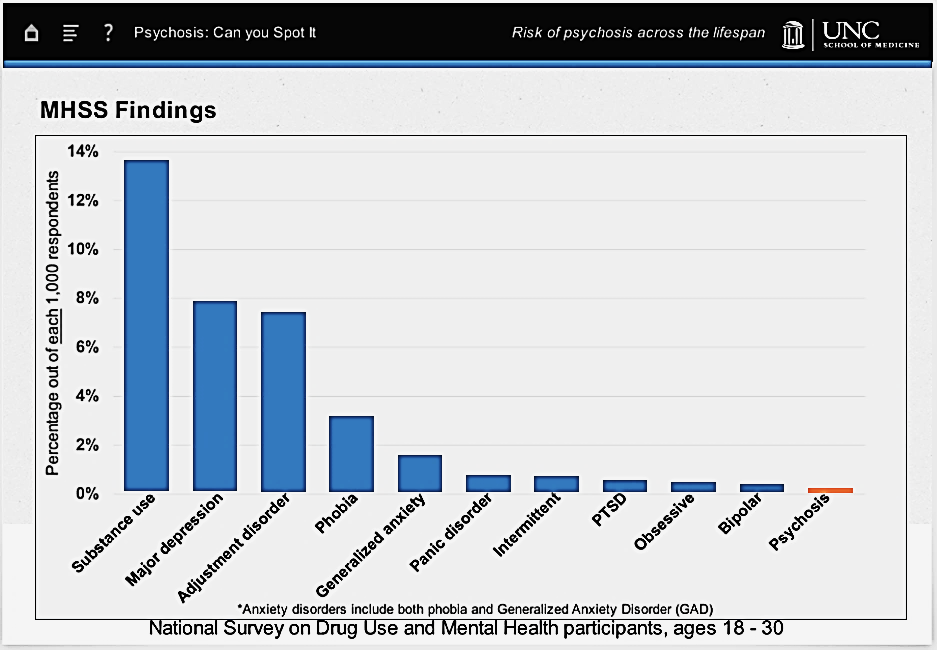 ? Psychosis: Can you Spot It Risk of psychosis across the lifespan UNC
SCHOOL OF MEDICINE
MHSS Findings
Percentage out of each 1,000 respondents
14%
12%
10%
8%
6%
4%
2%
0%
Substance use
Major depression
Adjustment disorder
Phobia
Generalized anxiety
Panic disorder
Intermittent
PTSD
Obsessive
Bipolar
Psychosis
*Anxiety disorders include both phobia and Generalized Anxiety Disorder (GAD)
National Survey on Drug Use and Mental Health participants, ages 18 - 30